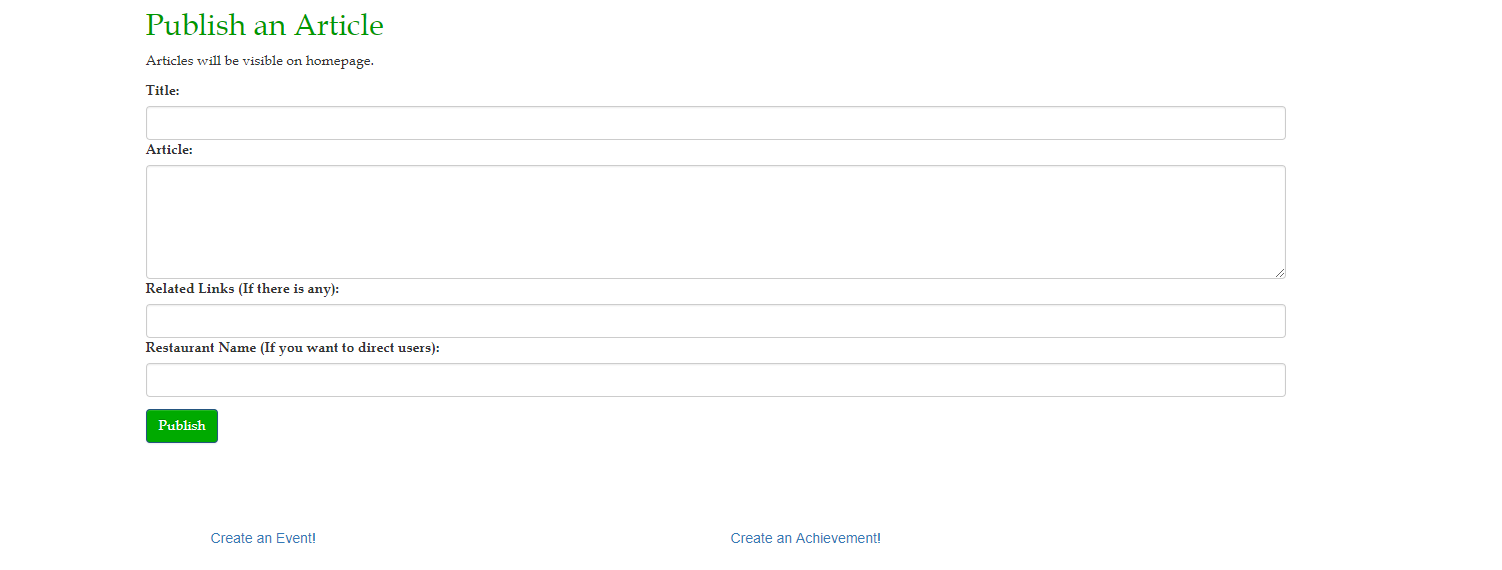 Publish an Article
Articles will be visible on homepage.
Title:
Article:
Related Links (If there is any):
Restaurant Name (If you want to direct users):
Publish
Create an Event!
Create an Achievement!